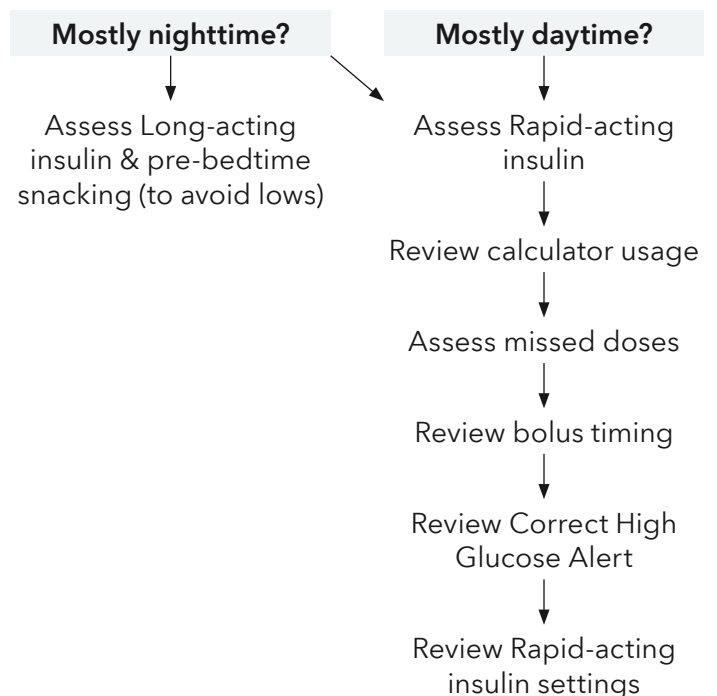 Mostly nighttime?
Assess Long-acting
insulin & pre-bedtime
snacking (to avoid lows)
Mostly daytime?
Assess Rapid-acting
insulin
Review calculator usage
Assess missed doses
Review bolus timing
Review Correct High
Glucose Alert
Review Rapid-acting
insulin settings